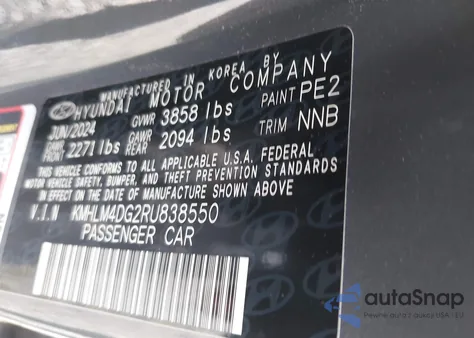 MANUFACTURED IN KOREA BY
HYUNDAI MOTOR COMPANY
JUN/2024 GVWR 3858 lbs PAINT PE2
GAWR FRONT 2271 lbs GAWR REAR 2094 lbs TRIM NNB
THIS VEHICLE CONFORMS TO ALL APPLICABLE U.S.A. FEDERAL
MOTOR VEHICLE SAFETY, BUMPER, AND THEFT PREVENTION STANDARDS
IN EFFECT ON THE DATE OF MANUFACTURE SHOWN ABOVE
V.I.N KMHLM4DG2RU838550
PASSENGER CAR
autoSnap